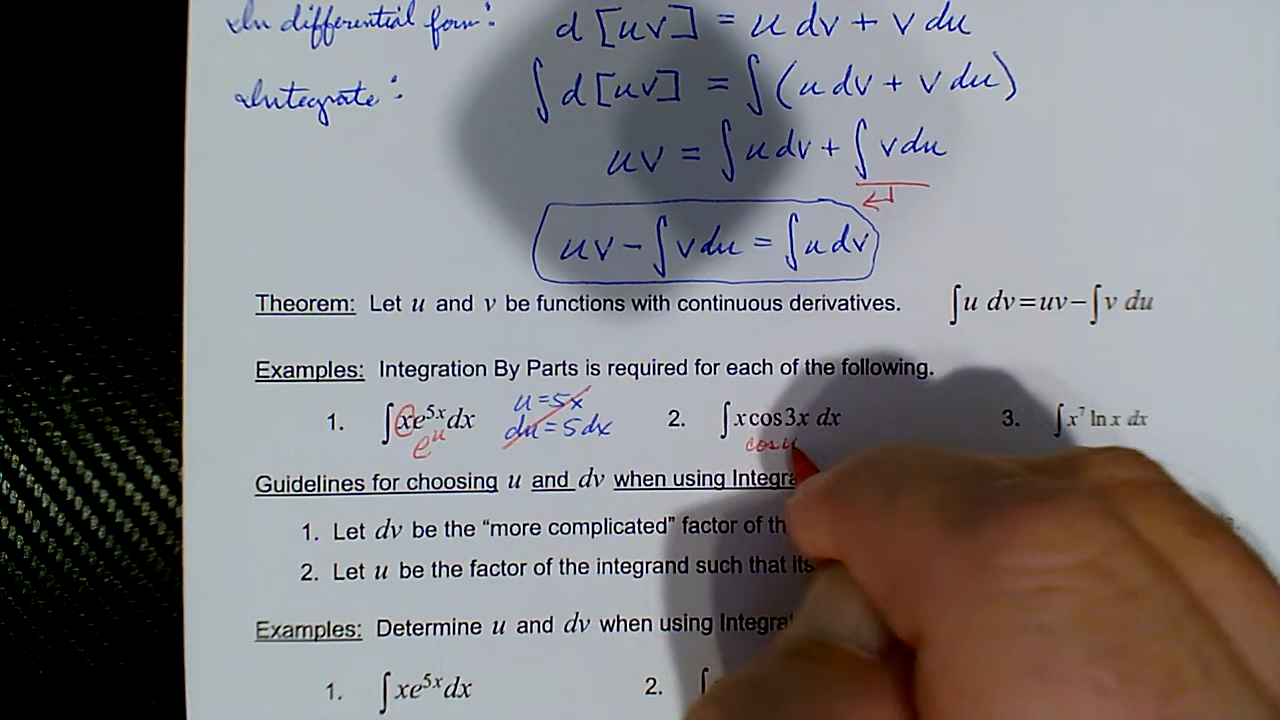 In differential form: d [uv] = u dv + v du
Integrate: ∫ d [uv] = ∫ (u dv + v du)
uv = ∫ u dv + ∫ v du
uv − ∫ v du = ∫ u dv
Theorem: Let u and v be functions with continuous derivatives. ∫ u dv = uv − ∫ v du
Examples: Integration By Parts is required for each of the following.
1. ∫ xe^{5x} dx u = 5x 2. ∫ x cos 3x dx 3. ∫ x^7 ln x dx
e^u du = 5 dx cos u
Guidelines for choosing u and dv when using
1. Let dv be the “more complicated” factor of
2. Let u be the factor of the integrand such that its
Examples: Determine u and dv when using
1. ∫ xe^{5x} dx 2. ∫